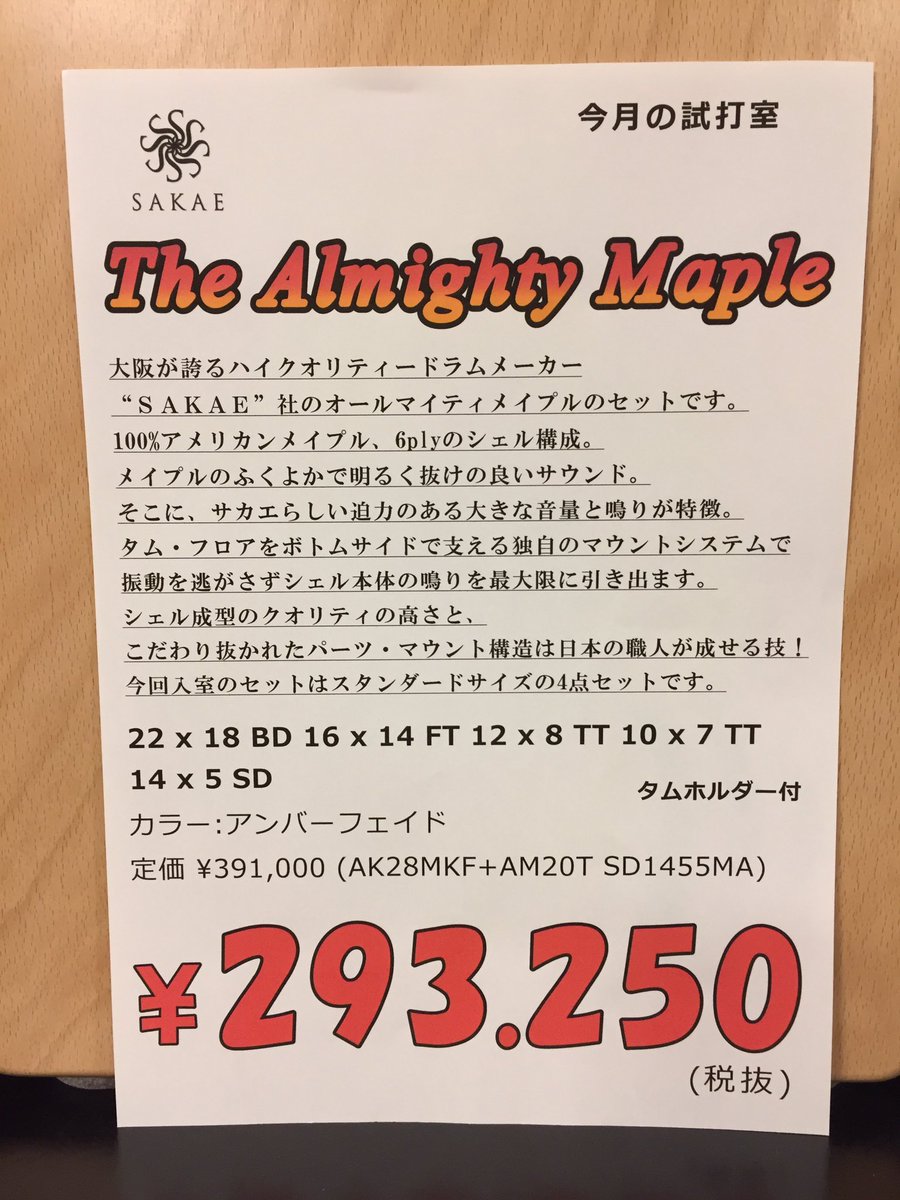 今月の試打室
SAKAE
The Almighty Maple
大阪が誇るハイクオリティードラムメーカー
“ＳＡＫＡＥ”社のオールマイティメイプルのセットです。
100%アメリカンメイプル、6plyのシェル構成。
メイプルのふくよかで明るく抜けの良いサウンド。
そこに、サカエらしい迫力のある大きな音量と鳴りが特徴。
タム・フロアをボトムサイドで支える独自のマウントシステムで
振動を逃がさずシェル本体の鳴りを最大限に引き出ます。
シェル成型のクオリティの高さと、
こだわり抜かれたパーツ・マウント構造は日本の職人が成せる技！
今回入室のセットはスタンダードサイズの4点セットです。
22 x 18 BD 16 x 14 FT 12 x 8 TT 10 x 7 TT
14 x 5 SD
タムホルダー付
カラー:アンバーフェイド
定価 ¥391,000 (AK28MKF+AM20T SD1455MA)
¥293.250
(税抜)